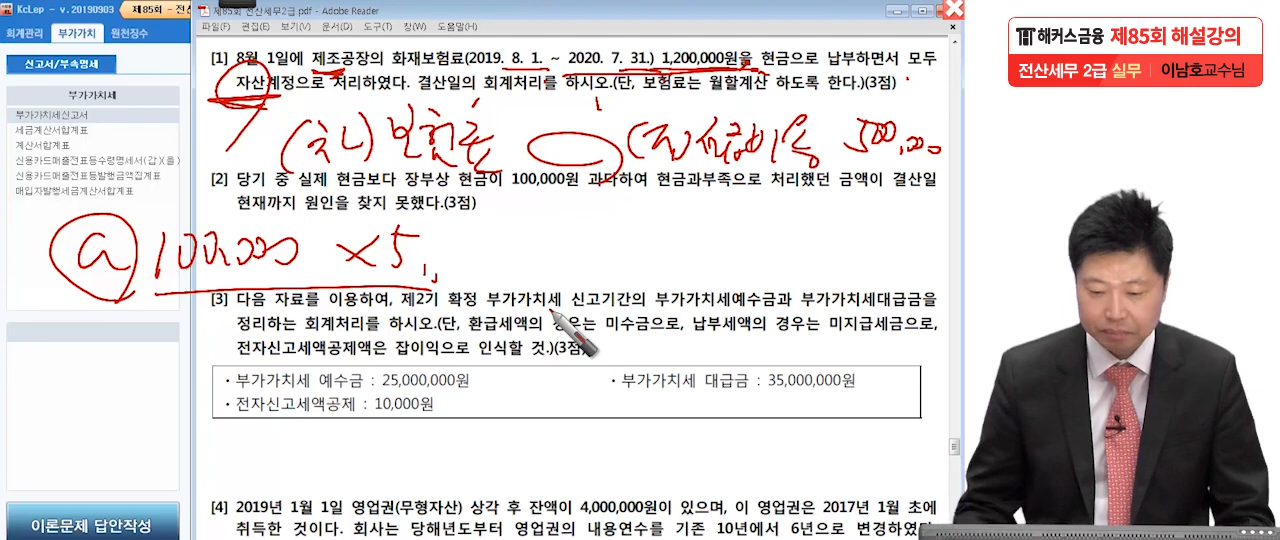 KcLep - v.20190903
제85회 - 전산
회계관리 부가가치 원천징수
신고서/부속명세
부가가치세
부가가치세신고서
세금계산서합계표
계산서합계표
신용카드매출전표등수령명세서(갑)(을)
신용카드매출전표등발행금액집계표
매입자발행세금계산서합계표
이론문제 답안작성
제85회 전산세무2급.pdf - Adobe Reader
파일(F) 편집(E) 보기(V) 문서(D) 도구(T) 창(W) 도움말(H)
[1] 8월 1일에 제조공장의 화재보험료(2019. 8. 1. ~ 2020. 7. 31.) 1,200,000원을 현금으로 납부하면서 모두
자산계정으로 처리하였다. 결산일의 회계처리를 하시오.(단, 보험료는 월할계산 하도록 한다.)(3점)
(차) 보험료 (대) 선급비용 500,000
[2] 당기 중 실제 현금보다 장부상 현금이 100,000원 과다하여 현금과부족으로 처리했던 금액이 결산일
현재까지 원인을 찾지 못했다.(3점)
a 100,000 × 5
[3] 다음 자료를 이용하여, 제2기 확정 부가가치세 신고기간의 부가가치세예수금과 부가가치세대급금을
정리하는 회계처리를 하시오.(단, 환급세액의 경우는 미수금으로, 납부세액의 경우는 미지급세금으로,
전자신고세액공제액은 잡이익으로 인식할 것.)(3점)
· 부가가치세 예수금 : 25,000,000원 · 부가가치세 대급금 : 35,000,000원
· 전자신고세액공제 : 10,000원
[4] 2019년 1월 1일 영업권(무형자산) 상각 후 잔액이 4,000,000원이 있으며, 이 영업권은 2017년 1월 초에
취득한 것이다. 회사는 당해년도부터 영업권의 내용연수를 기존 10년에서 6년으로 변경하였다.
해커스금융 제85회 해설강의
전산세무 2급 실무 이남호교수님